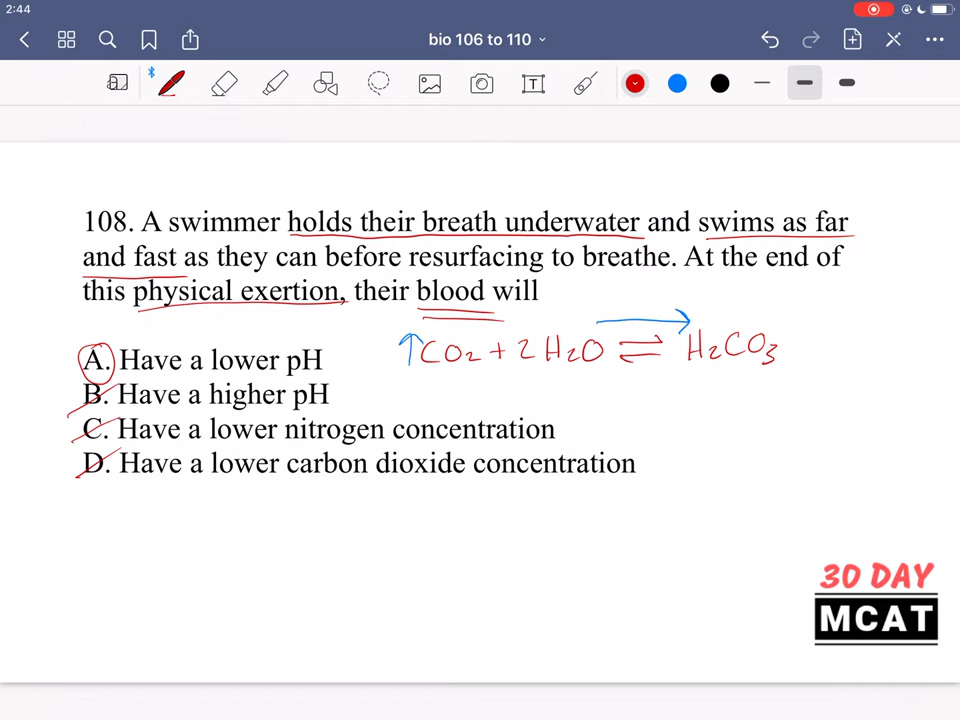 2:44
bio 106 to 110
T
108. A swimmer holds their breath underwater and swims as far
and fast as they can before resurfacing to breathe. At the end of
this physical exertion, their blood will
↑CO₂ + 2H₂O ⇌ H₂CO₃
A. Have a lower pH
B. Have a higher pH
C. Have a lower nitrogen concentration
D. Have a lower carbon dioxide concentration
30 DAY
MCAT